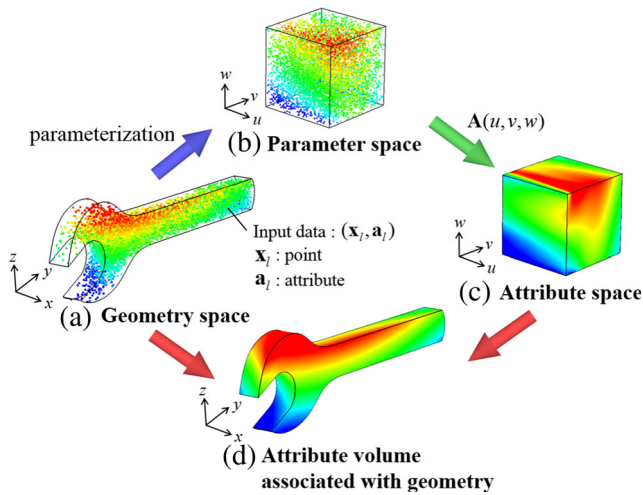 w
v
u
parameterization
A(u,v,w)
(b) Parameter space
Input data : (x_l, a_l)
x_l : point
a_l : attribute
w
v
u
z
y
x
(a) Geometry space
(c) Attribute space
z
y
x
(d) Attribute volume
associated with geometry